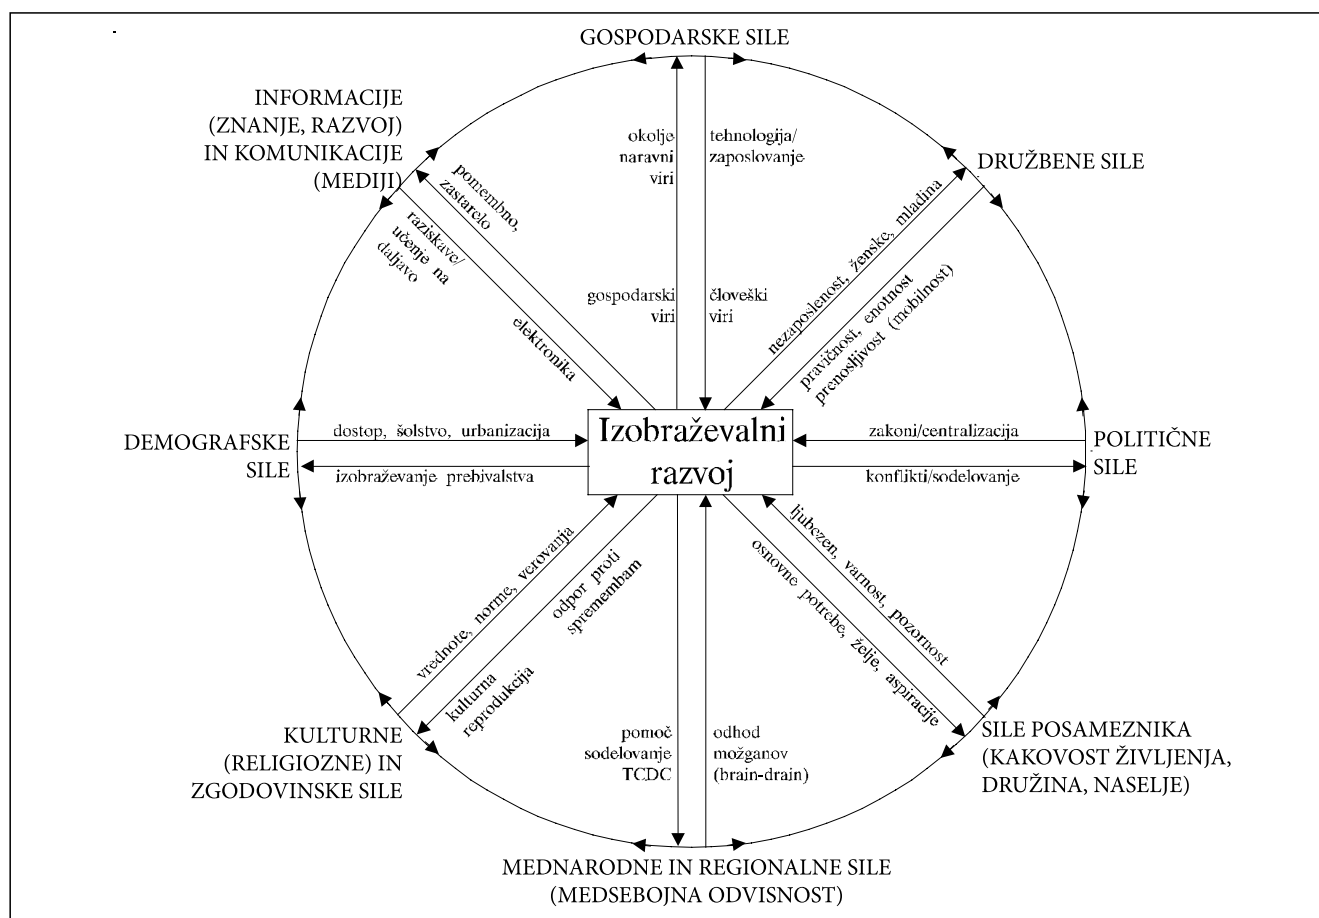 GOSPODARSKE SILE
INFORMACIJE
(ZNANJE, RAZVOJ)
IN KOMUNIKACIJE
(MEDIJI)
pomembno,
zastarelo
raziskave/
učenje na
daljavo
elektronika
okolje
naravni
viri
tehnologija/
zaposlovanje
gospodarski
viri
človeški
viri
DRUŽBENE SILE
nezaposlenost, ženske, mladina
pravičnost, enotnost
prenosljivost (mobilnost)
DEMOGRAFSKE
SILE
dostop, šolstvo, urbanizacija
izobraževanje prebivalstva
Izobraževalni
razvoj
zakoni/centralizacija
konflikti/sodelovanje
POLITIČNE
SILE
vrednote, norme, verovanja
odpor proti
spremembam
kulturna
reprodukcija
ljubezen, varnost, pozornost
osnovne potrebe, želje, aspiracije
KULTURNE
(RELIGIOZNE) IN
ZGODOVINSKE SILE
pomoč
sodelovanje
TCDC
odhod
možganov
(brain-drain)
SILE POSAMEZNIKA
(KAKOVOST ŽIVLJENJA,
DRUŽINA, NASELJE)
MEDNARODNE IN REGIONALNE SILE
(MEDSEBOJNA ODVISNOST)